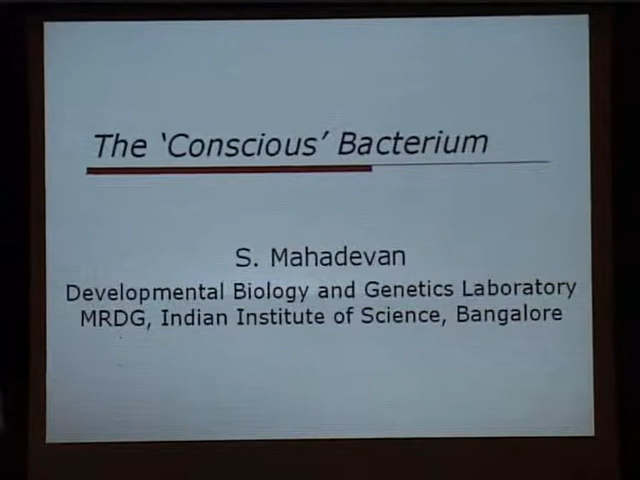 The ‘Conscious’ Bacterium
S. Mahadevan
Developmental Biology and Genetics Laboratory
MRDG, Indian Institute of Science, Bangalore